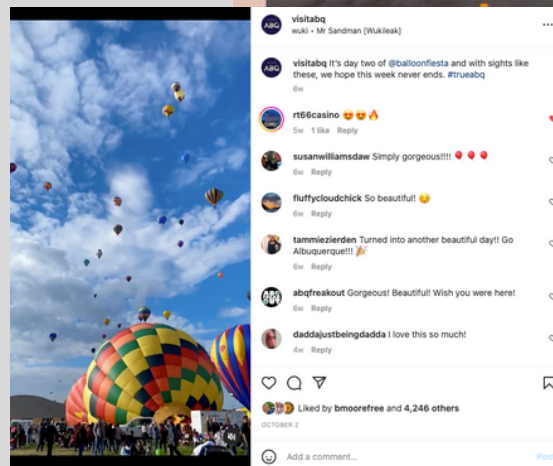 visitabq
wuki • Mr Sandman [Wukileak]
visitabq It's day two of @balloonfiesta and with sights like
these, we hope this week never ends. #trueabq
6w
rt66casino 😍😍🔥
5w 1 like Reply
susanwilliamsdaw Simply gorgeous!!!! 🎈🎈🎈
6w Reply
fluffycloudchick So beautiful! ☺️
6w Reply
tammiezierden Turned into another beautiful day!! Go
Albuquerque!!! 🎉
6w Reply
abqfreakout Gorgeous! Beautiful! Wish you were here!
6w Reply
daddajustbeingdadda I love this so much!
4w Reply
Liked by bmoorefree and 4,246 others
OCTOBER 2
Add a comment...
Post